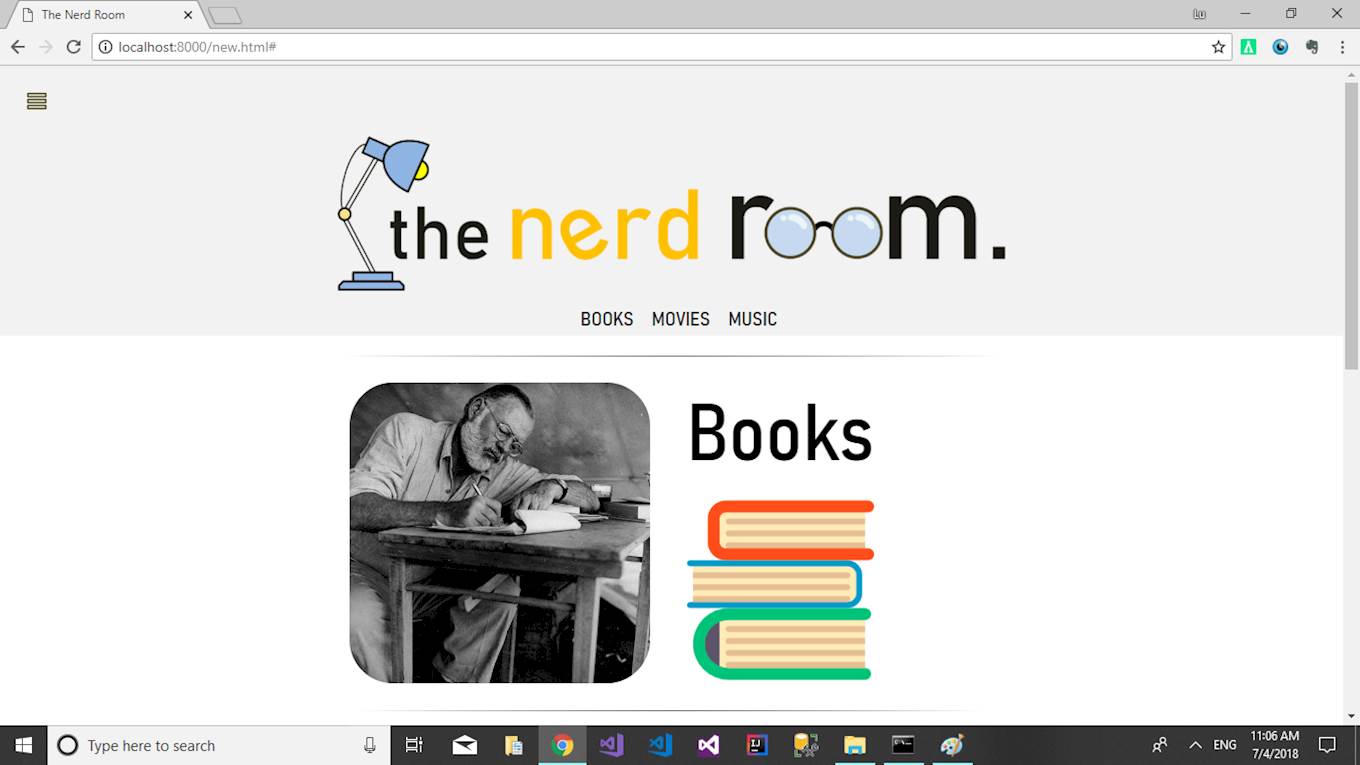 The Nerd Room
Lu
localhost:8000/new.html#
the nerd room.
BOOKS MOVIES MUSIC
Books
Type here to search
ENG
11:06 AM
7/4/2018